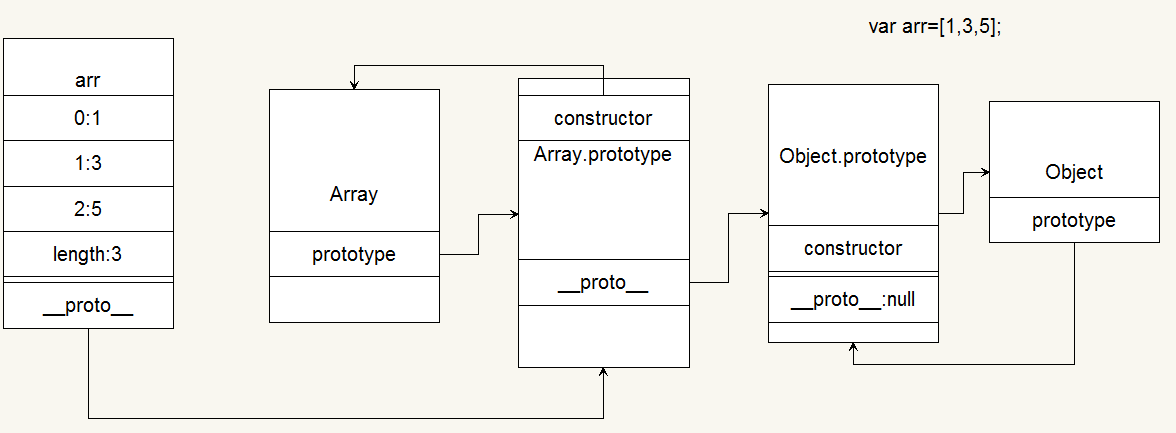 var arr=[1,3,5];
arr
0:1
1:3
2:5
length:3
__proto__
Array
prototype
constructor
Array.prototype
__proto__
Object.prototype
constructor
__proto__:null
Object
prototype